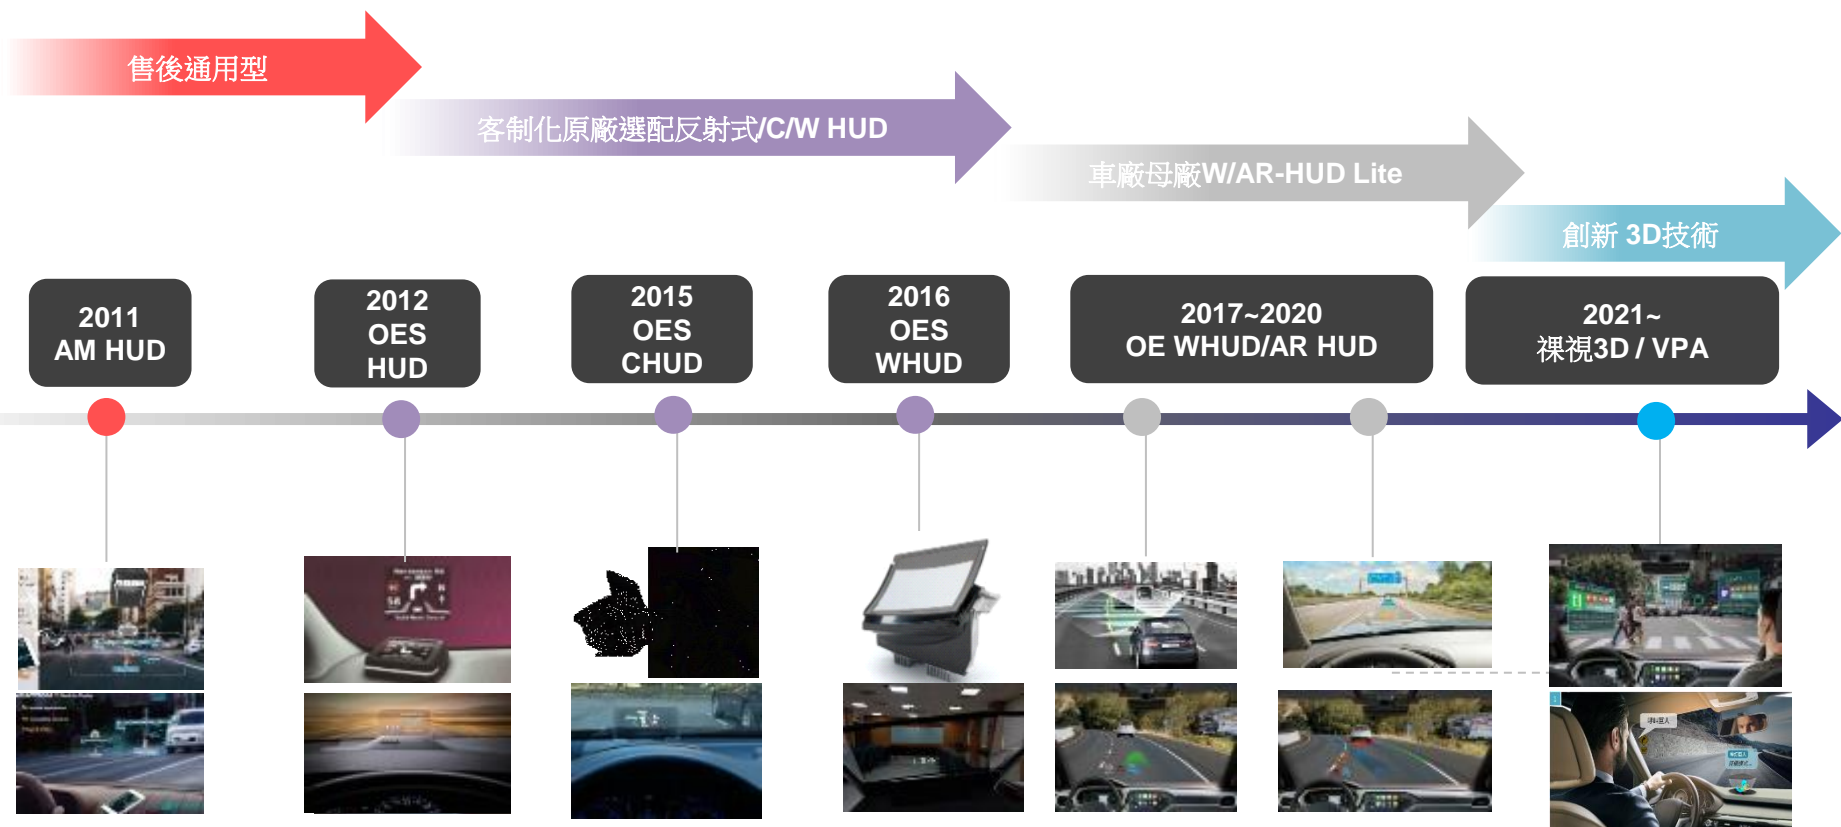 售後通用型
客制化原廠選配反射式/C/W HUD
車廠母廠W/AR-HUD Lite
創新 3D技術
2011
AM HUD
2012
OES
HUD
2015
OES
CHUD
2016
OES
WHUD
2017~2020
OE WHUD/AR HUD
2021~
裸視3D / VPA